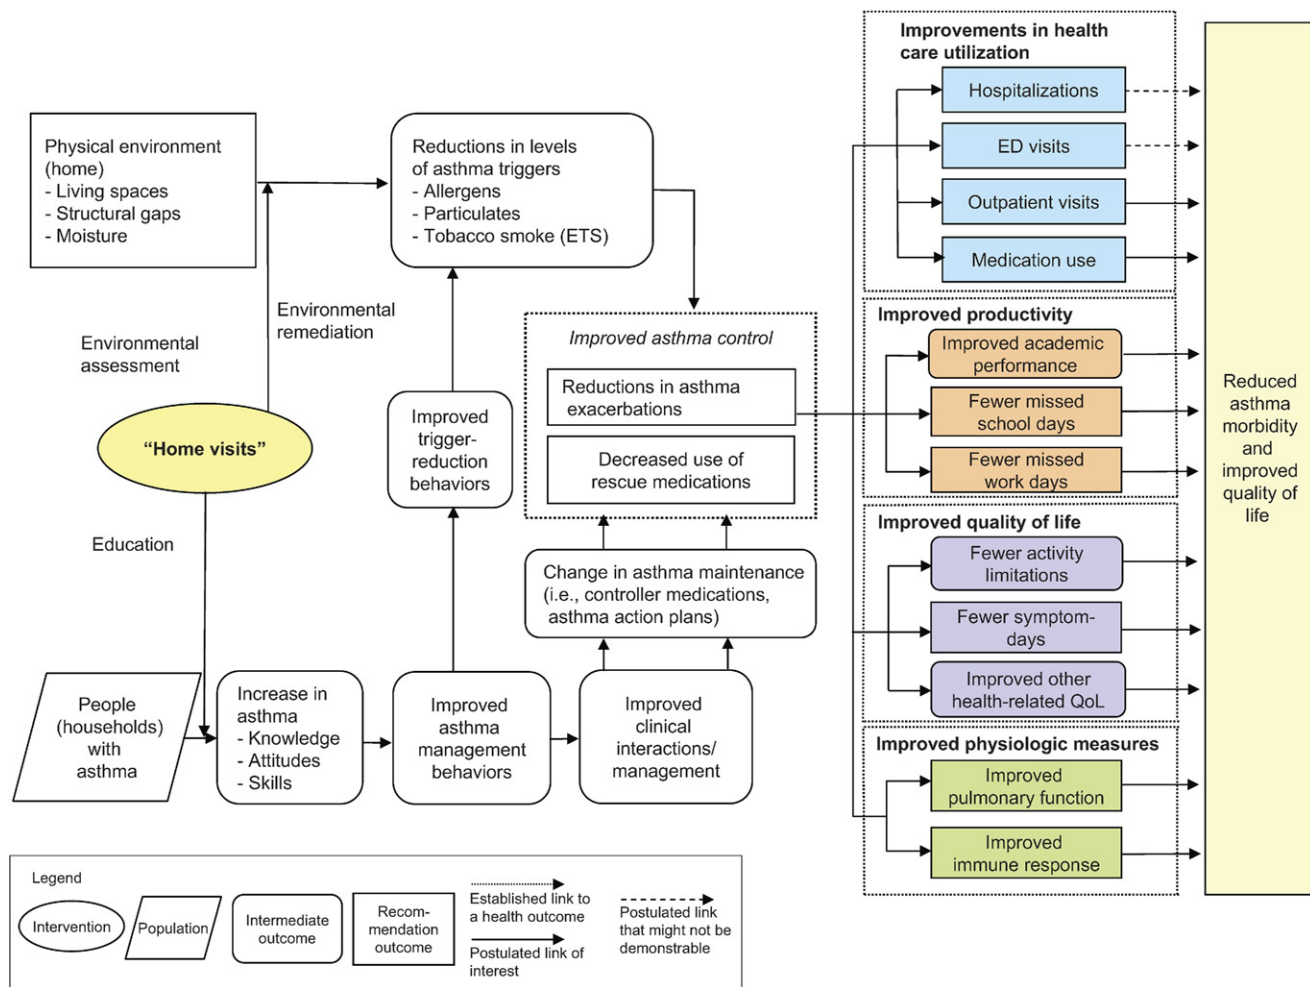 Physical environment
(home)
- Living spaces
- Structural gaps
- Moisture
Reductions in levels
of asthma triggers
- Allergens
- Particulates
- Tobacco smoke (ETS)
Environmental
assessment
Environmental
remediation
“Home visits”
Education
Improved
trigger-
reduction
behaviors
Improved asthma control
Reductions in asthma
exacerbations
Decreased use of
rescue medications
Change in asthma maintenance
(i.e., controller medications,
asthma action plans)
People
(households)
with
asthma
Increase in
asthma
- Knowledge
- Attitudes
- Skills
Improved
asthma
management
behaviors
Improved
clinical
interactions/
management
Improvements in health
care utilization
Hospitalizations
ED visits
Outpatient visits
Medication use
Improved productivity
Improved academic
performance
Fewer missed
school days
Fewer missed
work days
Improved quality of life
Fewer activity
limitations
Fewer symptom-
days
Improved other
health-related QoL
Improved physiologic measures
Improved
pulmonary function
Improved
immune response
Reduced
asthma
morbidity
and
improved
quality of
life
Legend
Intervention
Population
Intermediate
outcome
Recom-
mendation
outcome
Established link to
a health outcome
Postulated link of
interest
Postulated link
that might not be
demonstrable